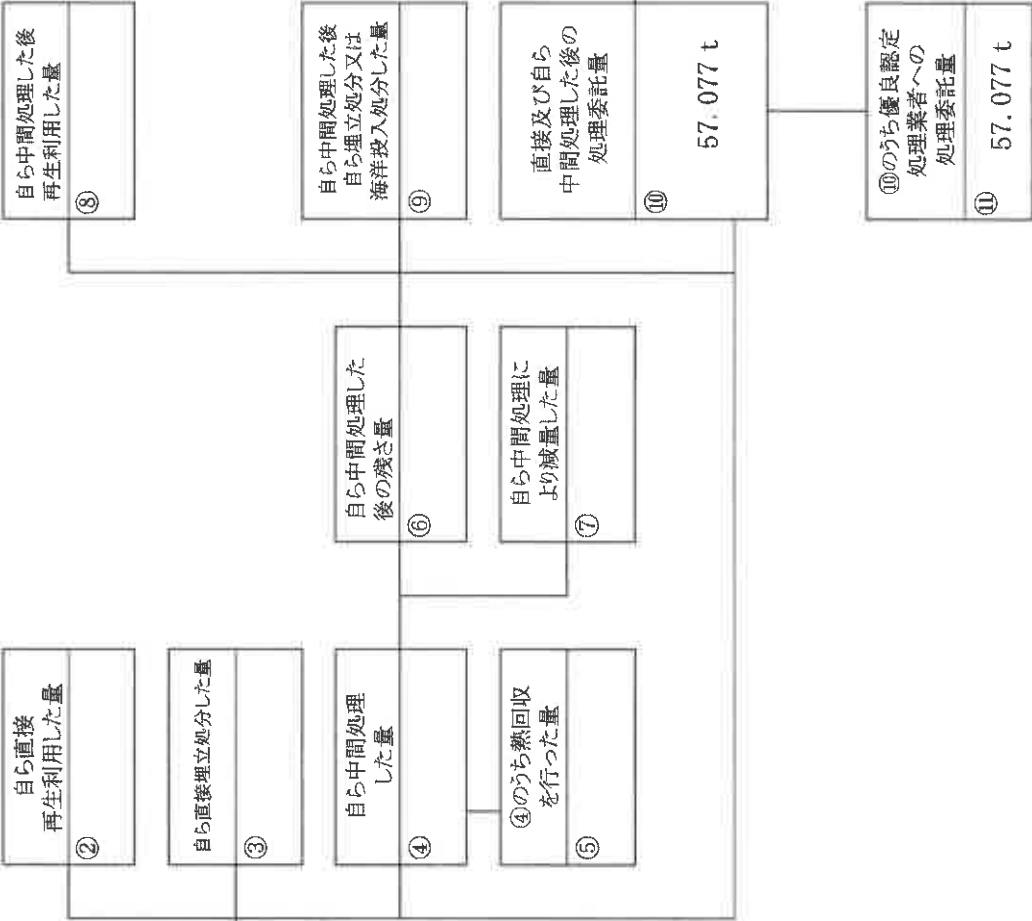 自ら直接
再生利用した量
②
自ら直接埋立処分した量
③
自ら中間処理
した量
④
④のうち熱回収
を行った量
⑤
自ら中間処理した
後の残さ量
⑥
自ら中間処理に
より減量した量
⑦
自ら中間処理した後
再生利用した量
⑧
自ら中間処理した後
自ら埋立処分又は
海洋投入処分した量
⑨
直接及び自ら
中間処理した後の
処理委託量
⑩
57.077 t
⑩のうち優良認定
処理業者への
処理委託量
⑪
57.077 t